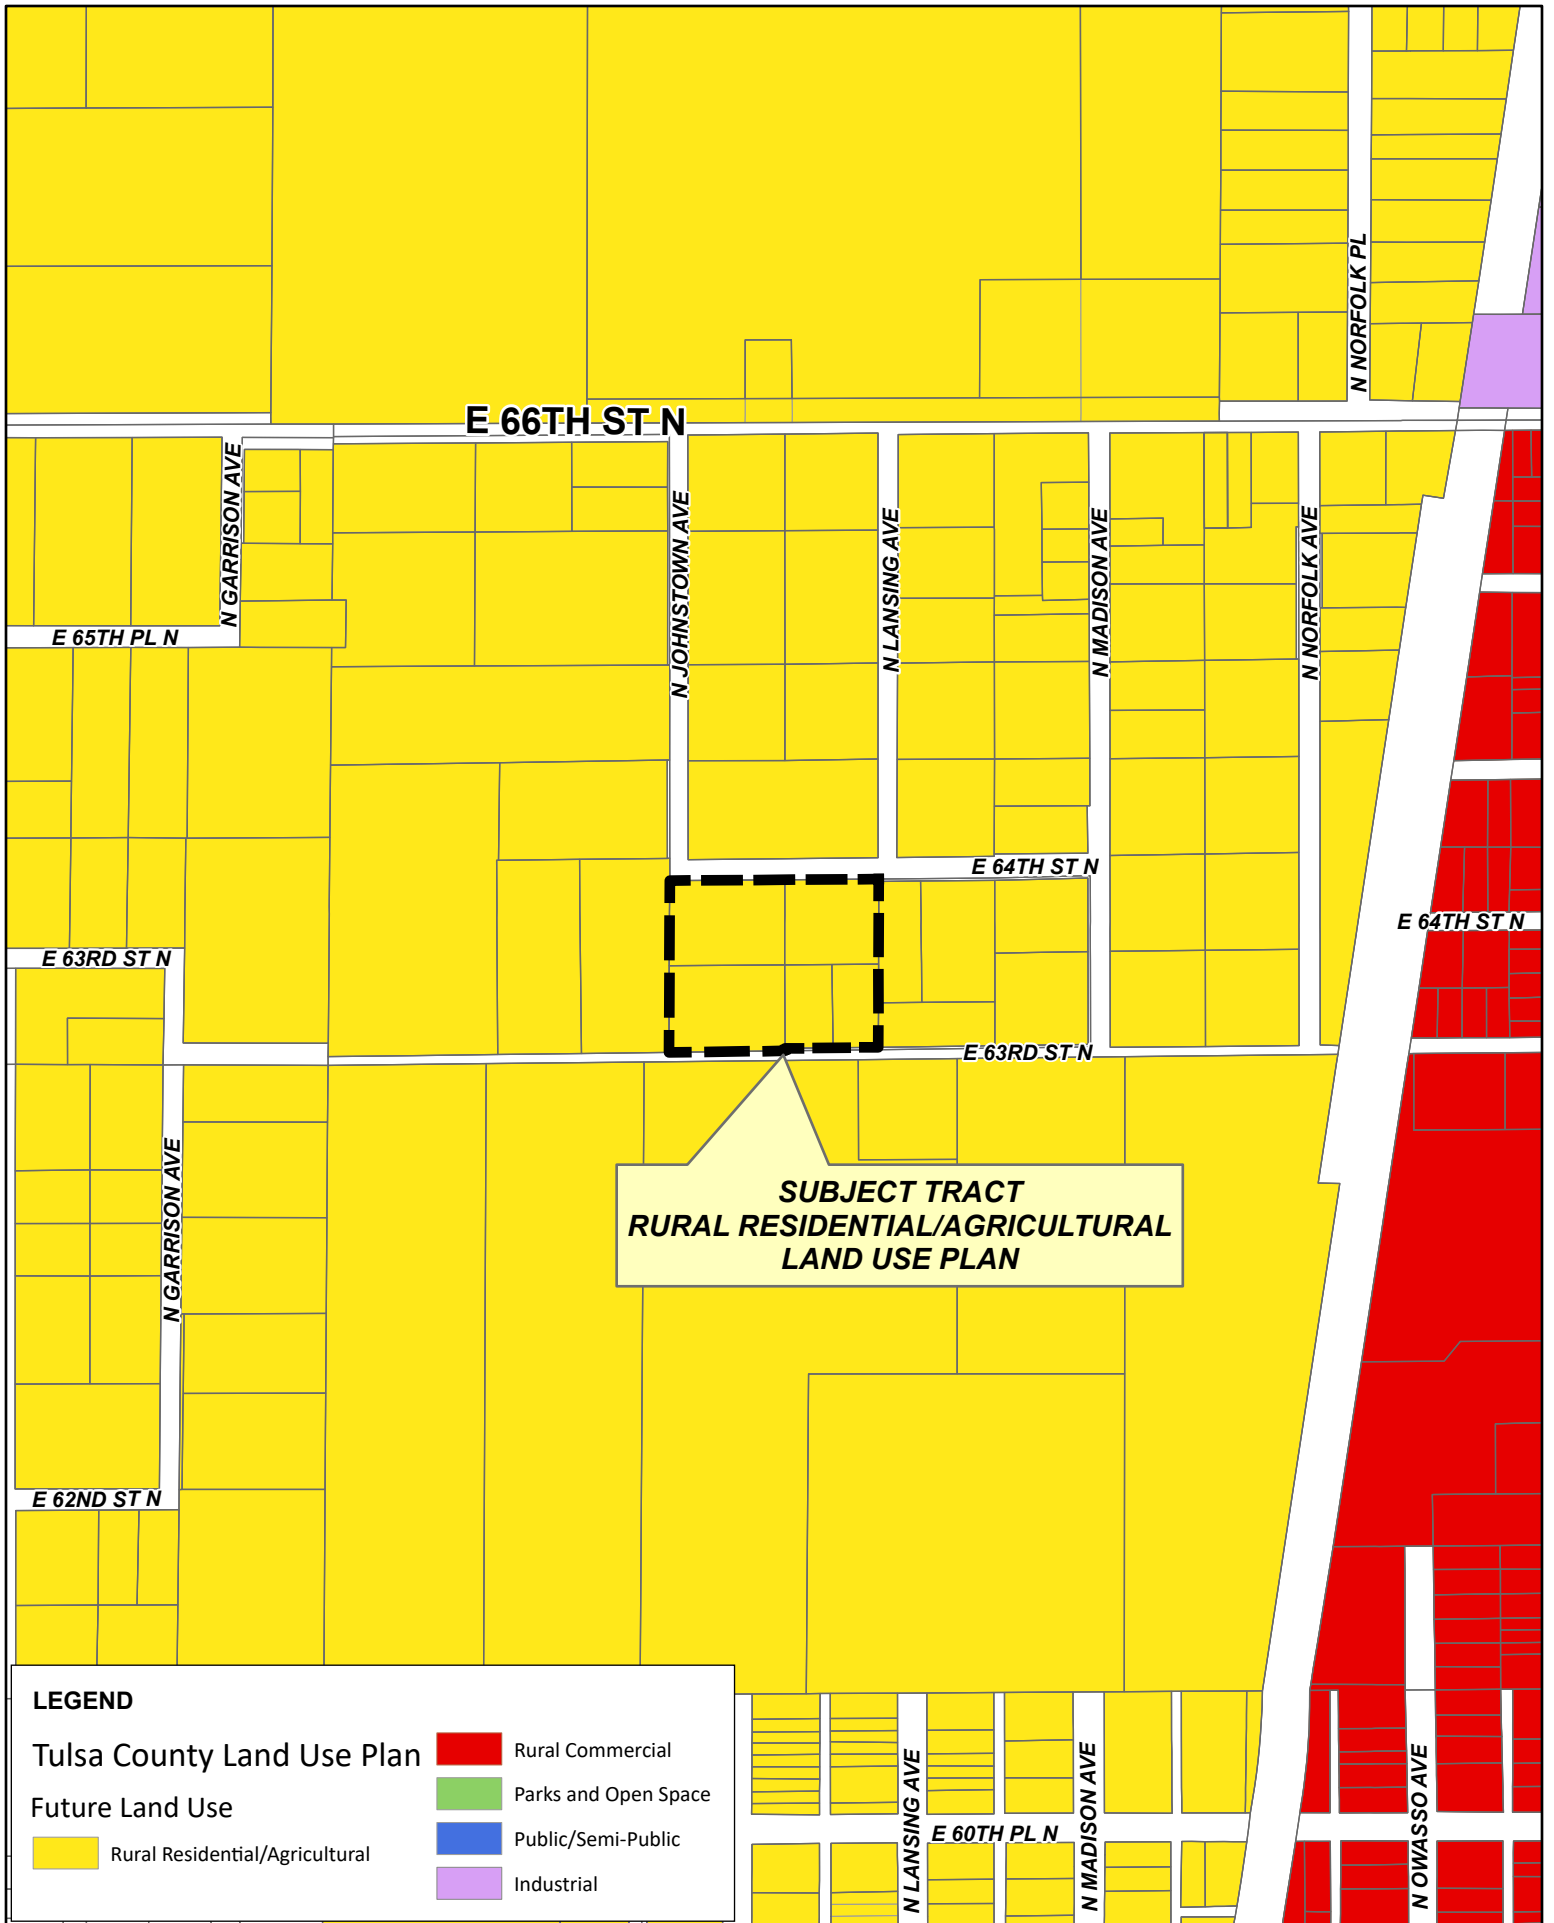 N NORFOLK PL
E 66TH ST N
N GARRISON AVE
N JOHNSTOWN AVE
N LANSING AVE
N MADISON AVE
N NORFOLK AVE
E 65TH PL N
E 64TH ST N
E 64TH ST N
E 63RD ST N
E 63RD ST N
N GARRISON AVE
SUBJECT TRACT
RURAL RESIDENTIAL/AGRICULTURAL
LAND USE PLAN
E 62ND ST N
LEGEND
Tulsa County Land Use Plan
Future Land Use
Rural Residential/Agricultural
Rural Commercial
Parks and Open Space
Public/Semi-Public
Industrial
N LANSING AVE
E 60TH PL N
N MADISON AVE
N OWASSO AVE